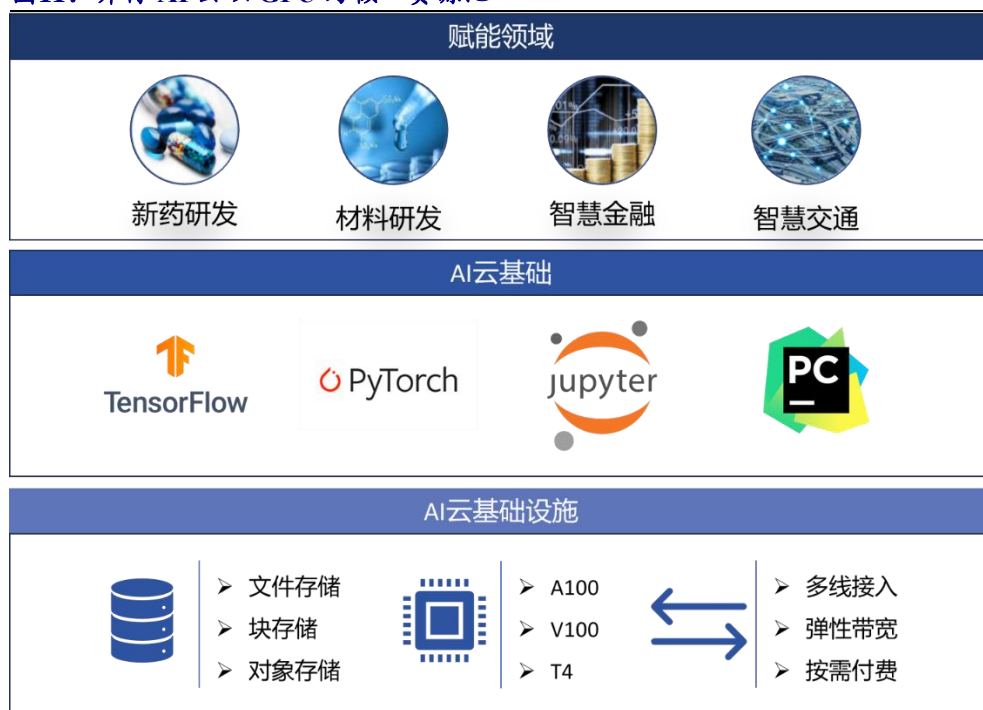 赋能领域
新药研发
材料研发
智慧金融
智慧交通
AI云基础
TensorFlow
PyTorch
jupyter
PC
AI云基础设施
➢ 文件存储
➢ 块存储
➢ 对象存储
➢ A100
➢ V100
➢ T4
➢ 多线接入
➢ 弹性带宽
➢ 按需付费